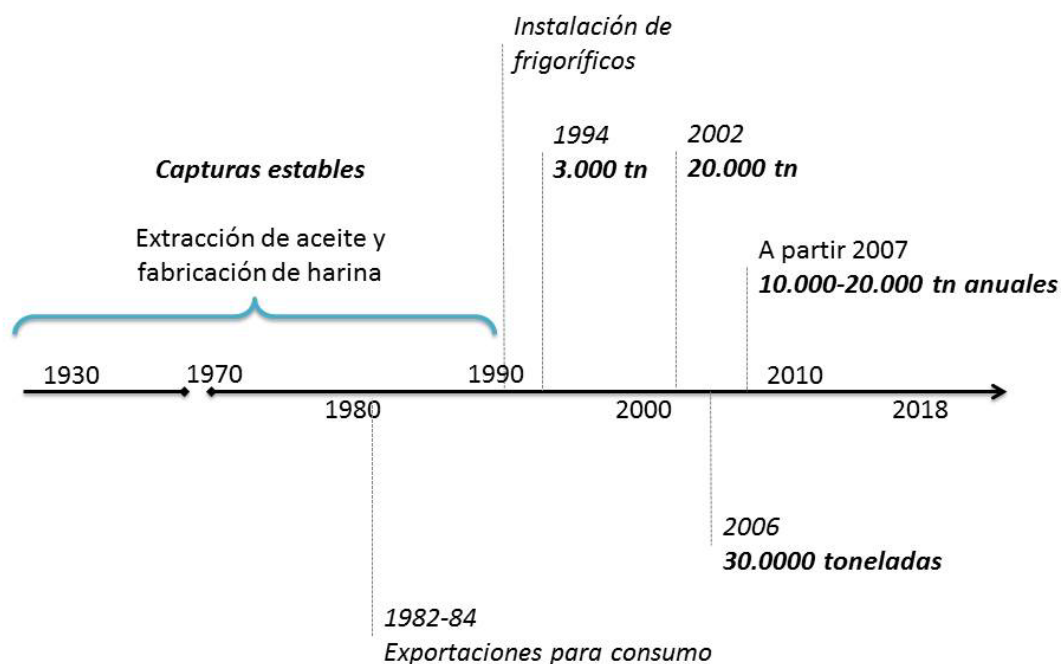 Instalación de
frigoríficos
1994
3.000 tn
2002
20.000 tn
Capturas estables
Extracción de aceite y
fabricación de harina
A partir 2007
10.000-20.000 tn anuales
1930
1970
1990
2010
1980
2000
2018
2006
30.0000 toneladas
1982-84
Exportaciones para consumo